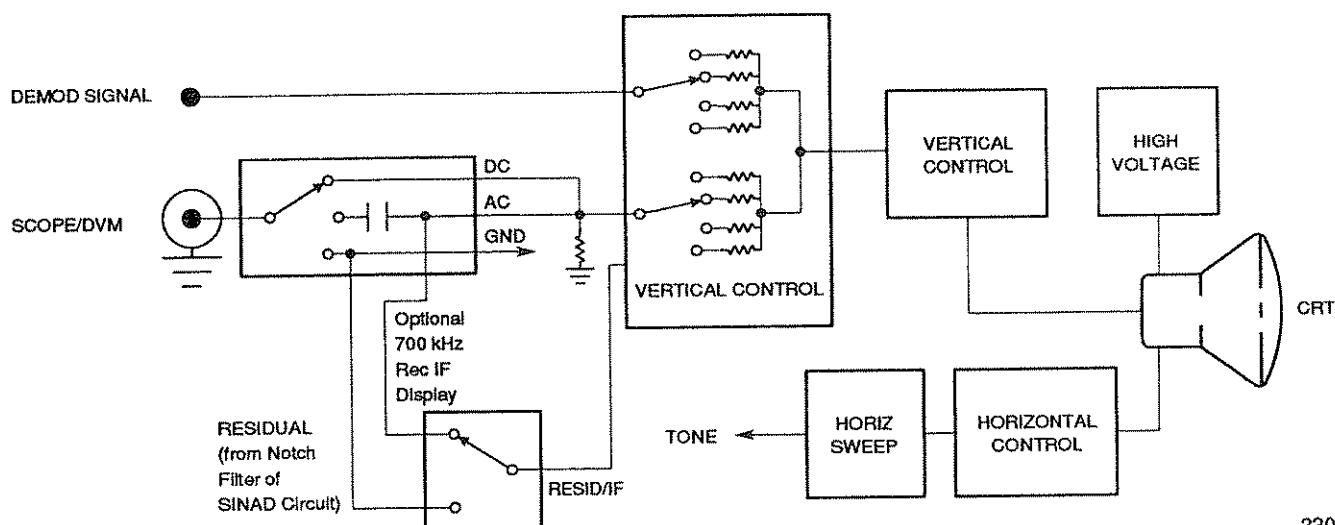 DEMOD SIGNAL
SCOPE/DVM
DC
AC
GND
VERTICAL CONTROL
VERTICAL
CONTROL
HIGH
VOLTAGE
CRT
Optional
700 kHz
Rec IF
Display
RESIDUAL
(from Notch
Filter of
SINAD Circuit)
RESID/IF
TONE
HORIZ
SWEEP
HORIZONTAL
CONTROL